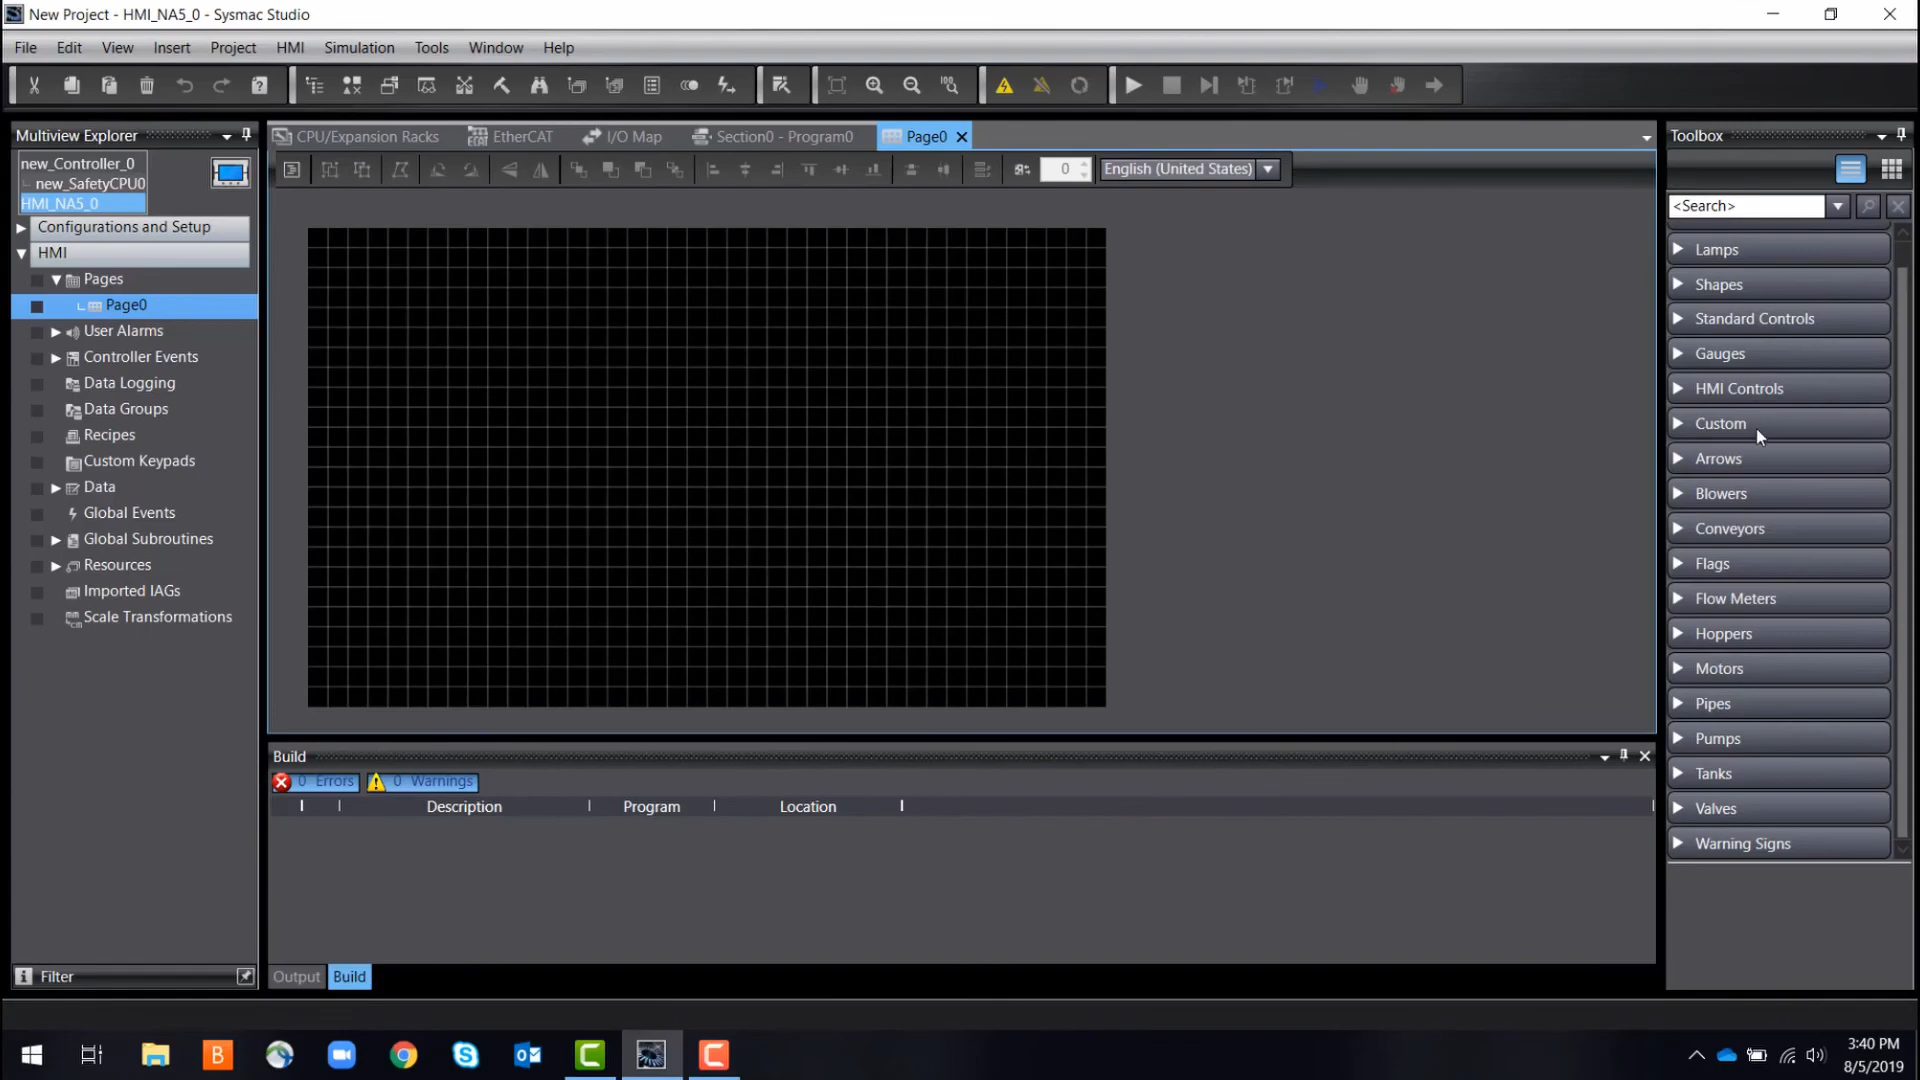 New Project - HMI_NA5_0 - Sysmac Studio
File Edit View Insert Project HMI Simulation Tools Window Help
Multiview Explorer
new_Controller_0
new_SafetyCPU0
HMI_NA5_0
Configurations and Setup
HMI
Pages
Page0
User Alarms
Controller Events
Data Logging
Data Groups
Recipes
Custom Keypads
Data
Global Events
Global Subroutines
Resources
Imported IAGs
Scale Transformations
Filter
CPU/Expansion Racks EtherCAT I/O Map Section0 - Program0 Page0
0 English (United States)
Build
0 Errors 0 Warnings
Description Program Location
Output Build
Toolbox
<Search>
Lamps
Shapes
Standard Controls
Gauges
HMI Controls
Custom
Arrows
Blowers
Conveyors
Flags
Flow Meters
Hoppers
Motors
Pipes
Pumps
Tanks
Valves
Warning Signs
3:40 PM
8/5/2019